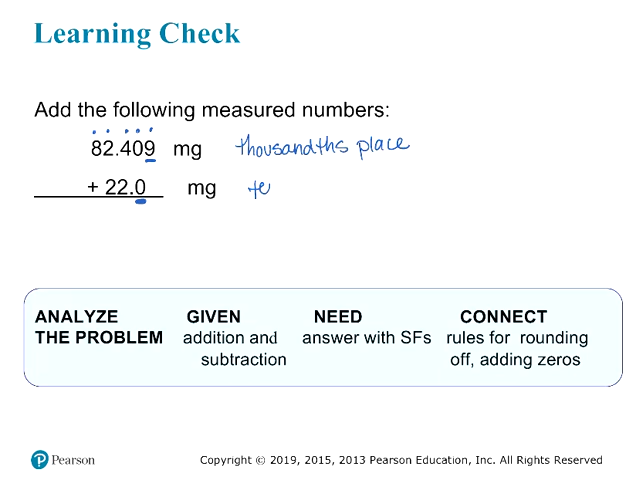 Learning Check
Add the following measured numbers:
82.409 mg thousandths place
+ 22.0 mg te
ANALYZE GIVEN NEED CONNECT
THE PROBLEM addition and answer with SFs rules for rounding
subtraction off, adding zeros
Pearson Copyright © 2019, 2015, 2013 Pearson Education, Inc. All Rights Reserved